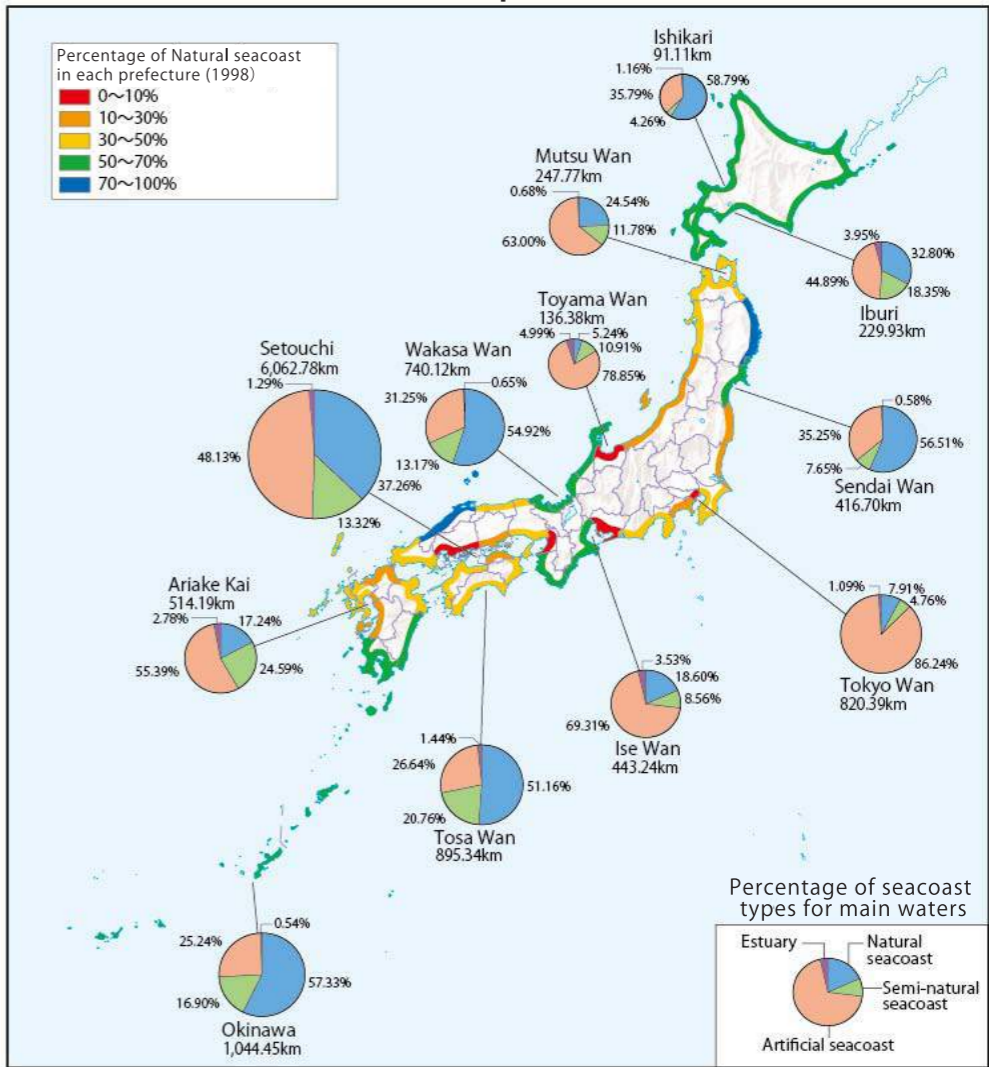 Percentage of Natural seacoast
in each prefecture (1998)
0~10%
10~30%
30~50%
50~70%
70~100%
Ishikari
91.11km
1.16%
58.79%
35.79%
4.26%
Mutsu Wan
247.77km
0.68%
24.54%
11.78%
63.00%
3.95%
32.80%
44.89%
18.35%
Iburi
229.93km
Toyama Wan
136.38km
4.99%
5.24%
10.91%
78.85%
Setouchi
6,062.78km
1.29%
48.13%
37.26%
13.32%
Wakasa Wan
740.12km
0.65%
31.25%
54.92%
13.17%
0.58%
35.25%
56.51%
7.65%
Sendai Wan
416.70km
Ariake Kai
514.19km
2.78%
17.24%
55.39%
24.59%
1.09%
7.91%
4.76%
86.24%
Tokyo Wan
820.39km
3.53%
18.60%
8.56%
69.31%
Ise Wan
443.24km
1.44%
26.64%
51.16%
20.76%
Tosa Wan
895.34km
0.54%
25.24%
57.33%
16.90%
Okinawa
1,044.45km
Percentage of seacoast
types for main waters
Estuary
Natural
seacoast
Semi-natural
seacoast
Artificial seacoast